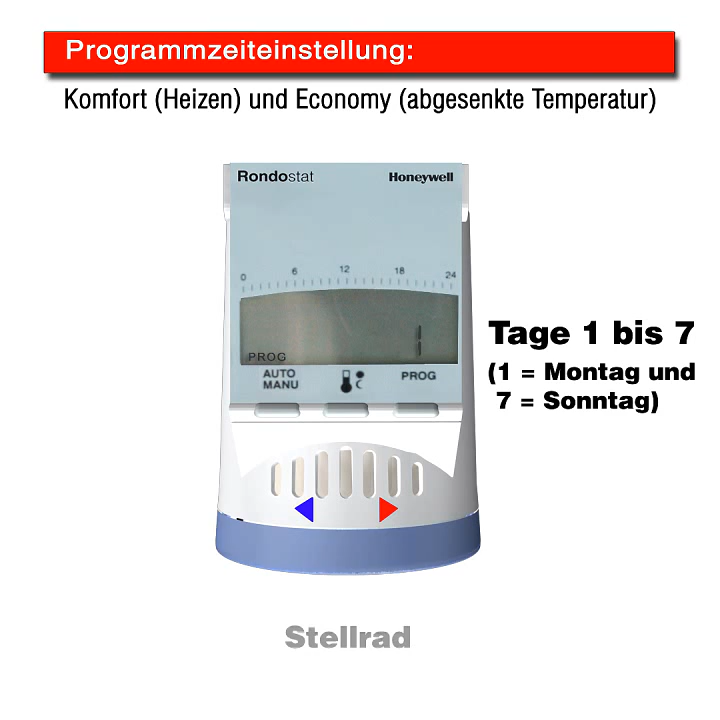 Programmzeiteinstellung:
Komfort (Heizen) und Economy (abgesenkte Temperatur)
Rondostat Honeywell
0 6 12 18 24
1
PROG
AUTO
MANU
PROG
Tage 1 bis 7
(1 = Montag und
7 = Sonntag)
Stellrad